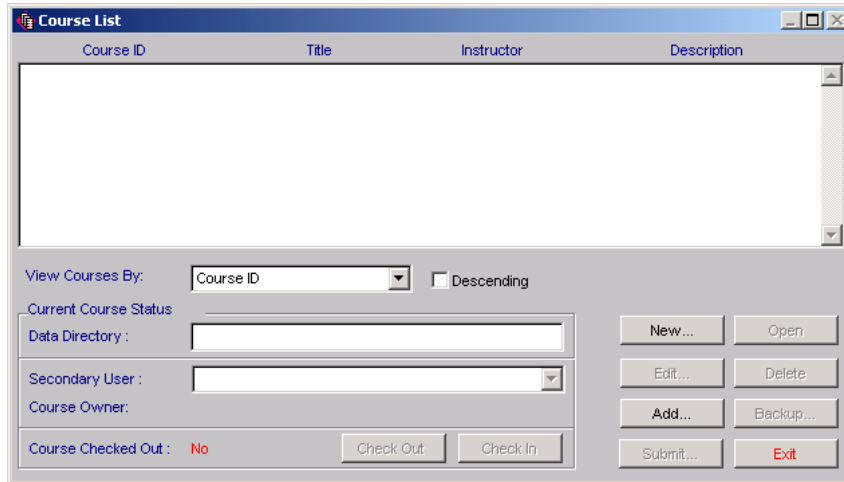 Course List
Course ID Title Instructor Description
View Courses By: Course ID Descending
Current Course Status
Data Directory :
New... Open
Secondary User :
Edit... Delete
Course Owner:
Add... Backup...
Course Checked Out : No Check Out Check In
Submit... Exit